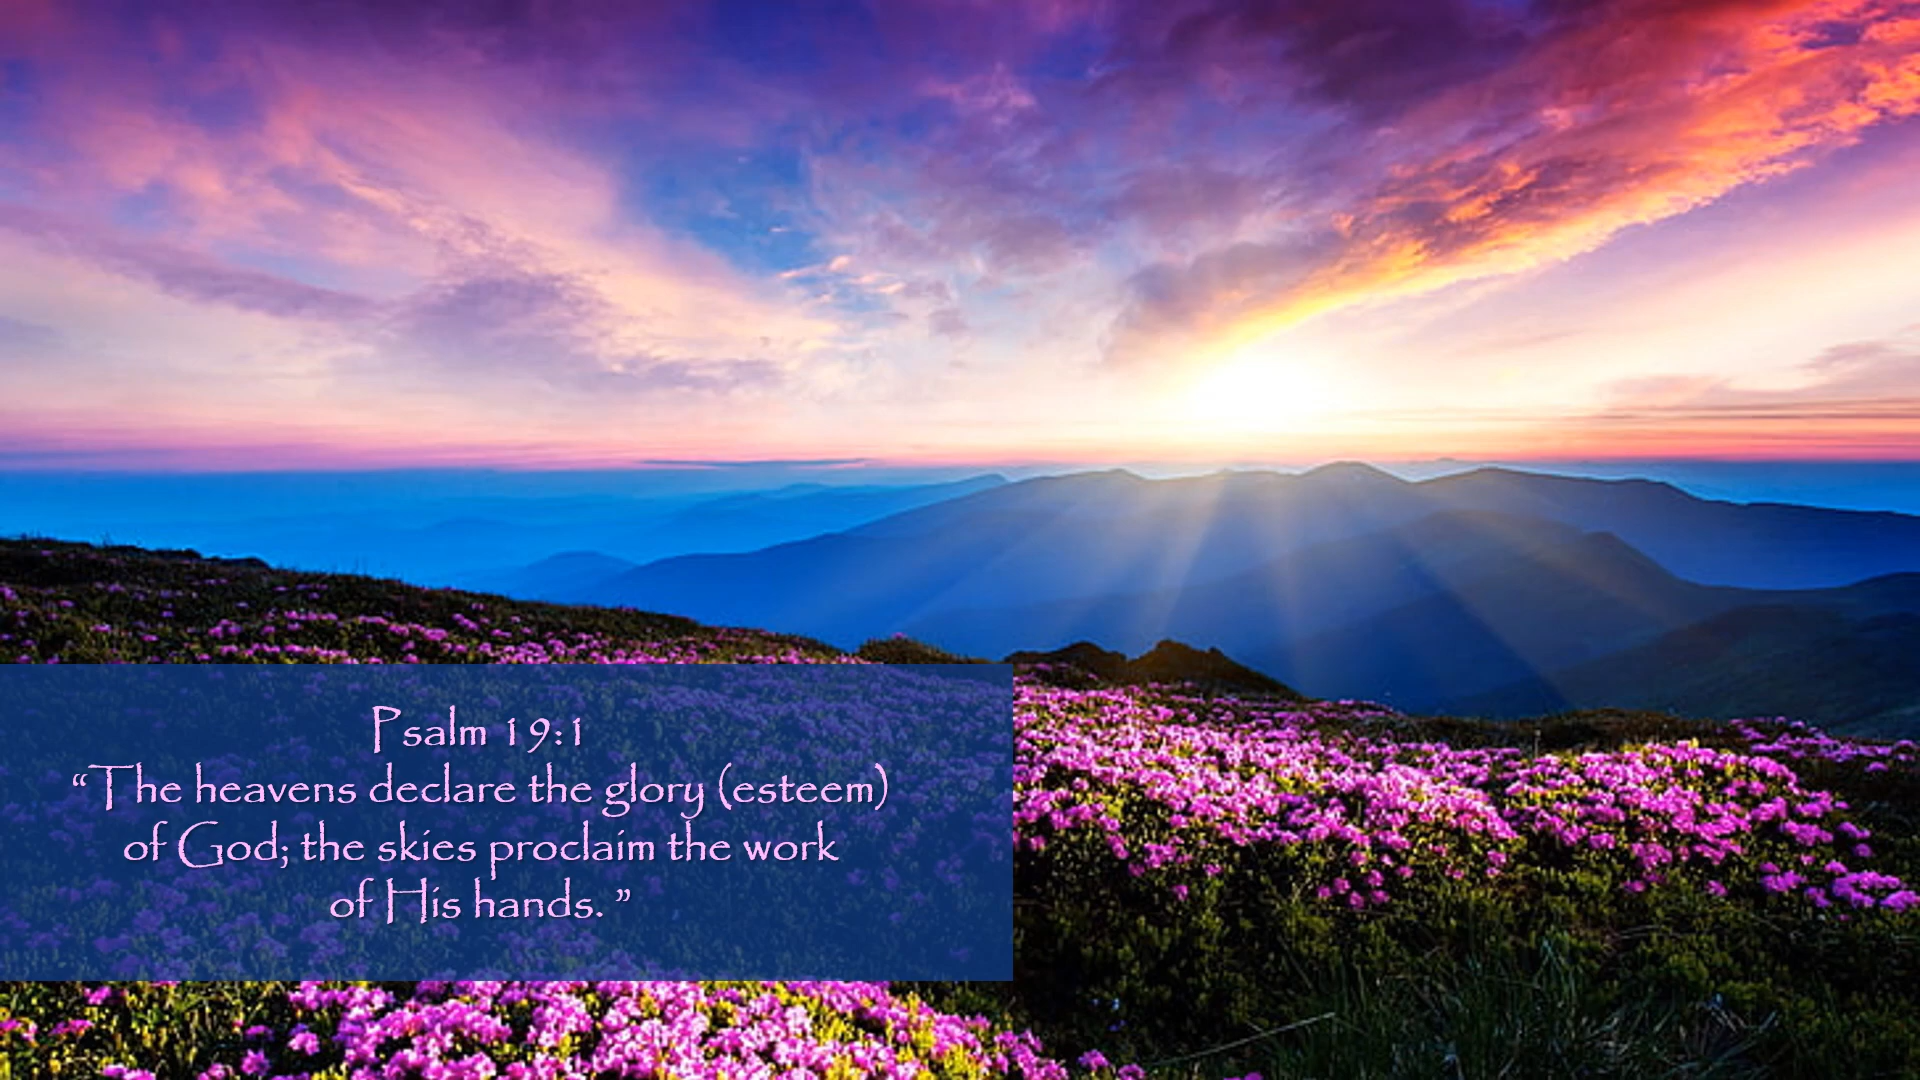 Psalm 19:1
“The heavens declare the glory (esteem)
of God; the skies proclaim the work
of His hands. ”